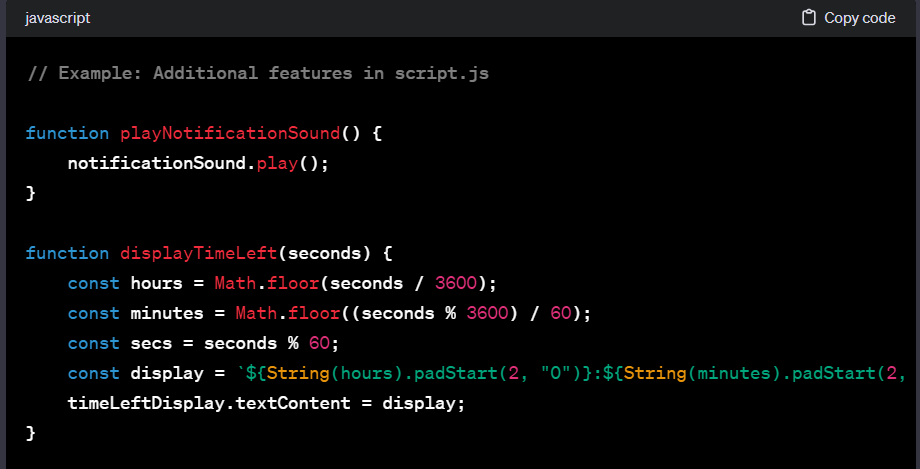 javascript
Copy code
// Example: Additional features in script.js
function playNotificationSound() {
    notificationSound.play();
}
function displayTimeLeft(seconds) {
    const hours = Math.floor(seconds / 3600);
    const minutes = Math.floor((seconds % 3600) / 60);
    const secs = seconds % 60;
    const display = `${String(hours).padStart(2, "0")}:${String(minutes).padStart(2,
    timeLeftDisplay.textContent = display;
}